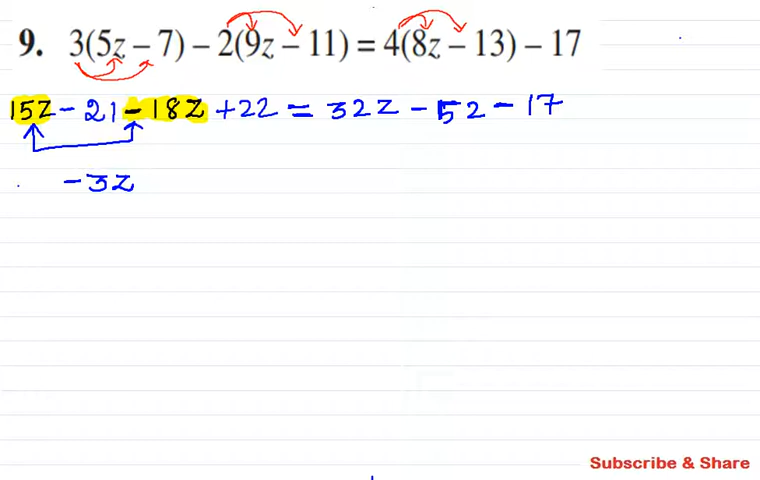 9. 3(5z – 7) – 2(9z – 11) = 4(8z – 13) – 17
15z - 21 - 18z + 22 = 32z - 52 - 17
- 3z
Subscribe & Share